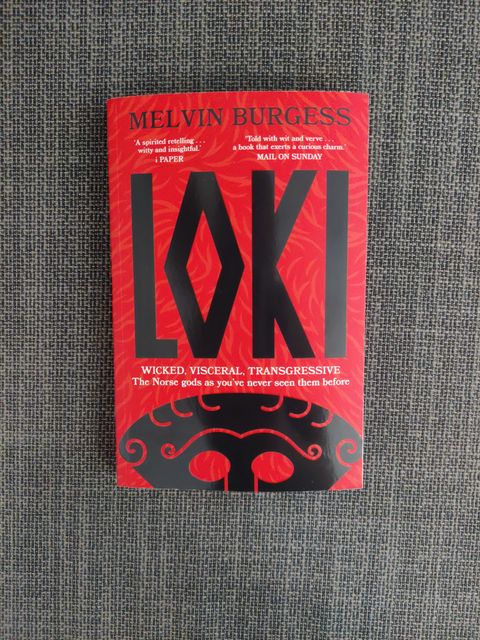 MELVIN BURGESS
'A spirited retelling . . .
witty and insightful.'
i PAPER
'Told with wit and verve . . .
a book that exerts a curious charm.'
MAIL ON SUNDAY
LOKI
WICKED, VISCERAL, TRANSGRESSIVE
The Norse gods as you've never seen them before